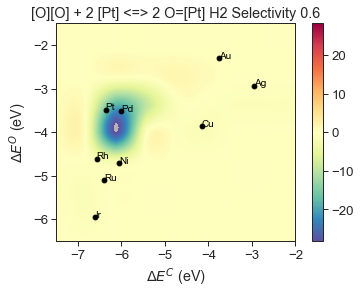 [O][O] + 2 [Pt] <=> 2 O=[Pt] H2 Selectivity 0.6
−2
−3
−4
−5
−6
ΔE^O (eV)
Au
Ag
Pt
Pd
Cu
Rh
Ni
Ru
Ir
−7
−6
−5
−4
−3
−2
ΔE^C (eV)
20
10
0
−10
−20